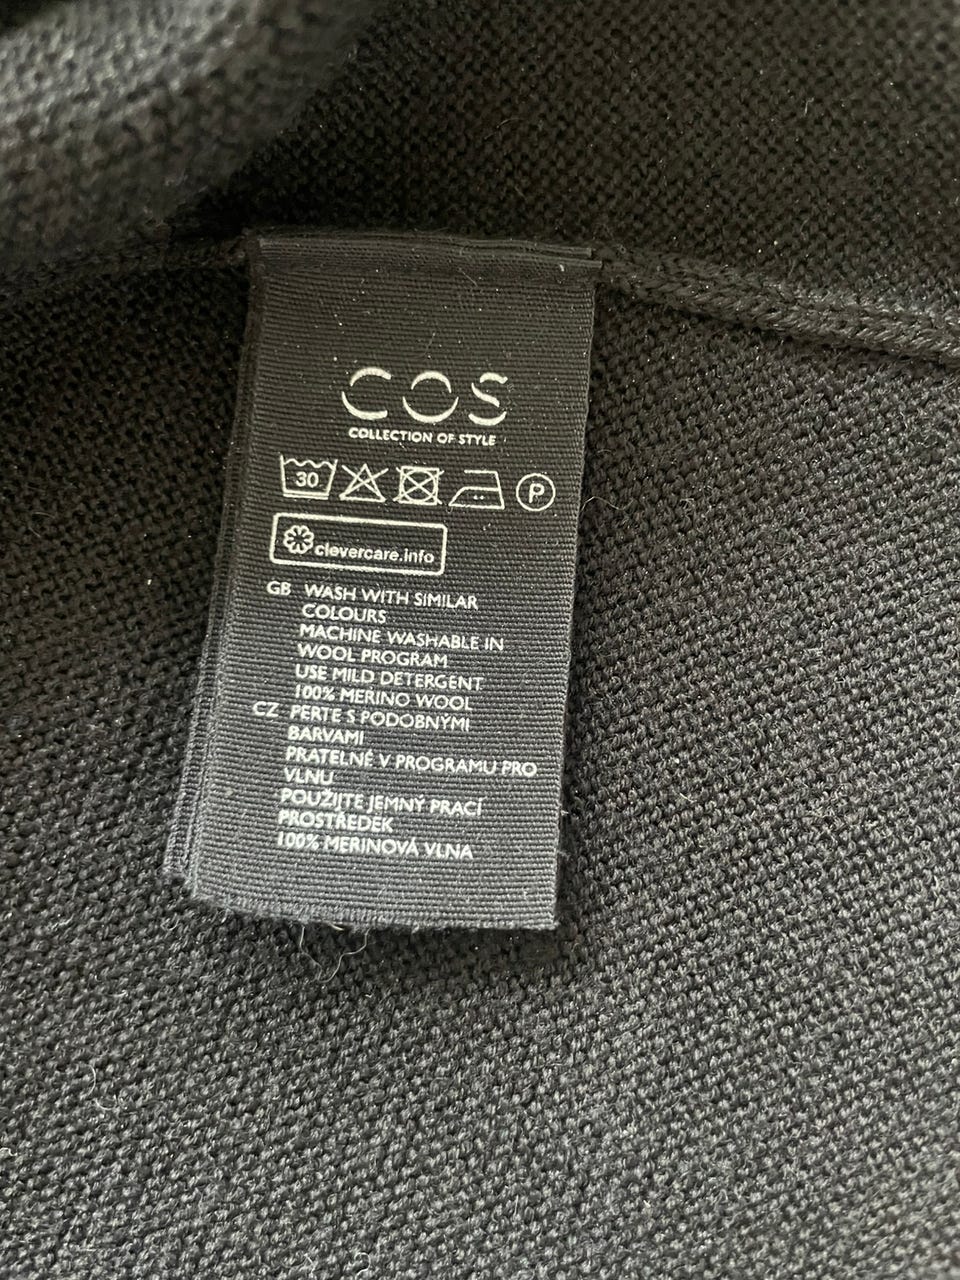 COS
COLLECTION OF STYLE
30 P
clevercare.info
GB WASH WITH SIMILAR
COLOURS
MACHINE WASHABLE IN
WOOL PROGRAM
USE MILD DETERGENT
100% MERINO WOOL
CZ PERTE S PODOBNÝMI
BARVAMI
PRATELNÉ V PROGRAMU PRO
VLNU
POUŽIJTE JEMNÝ PRACÍ
PROSTŘEDEK
100% MERINOVÁ VLNA